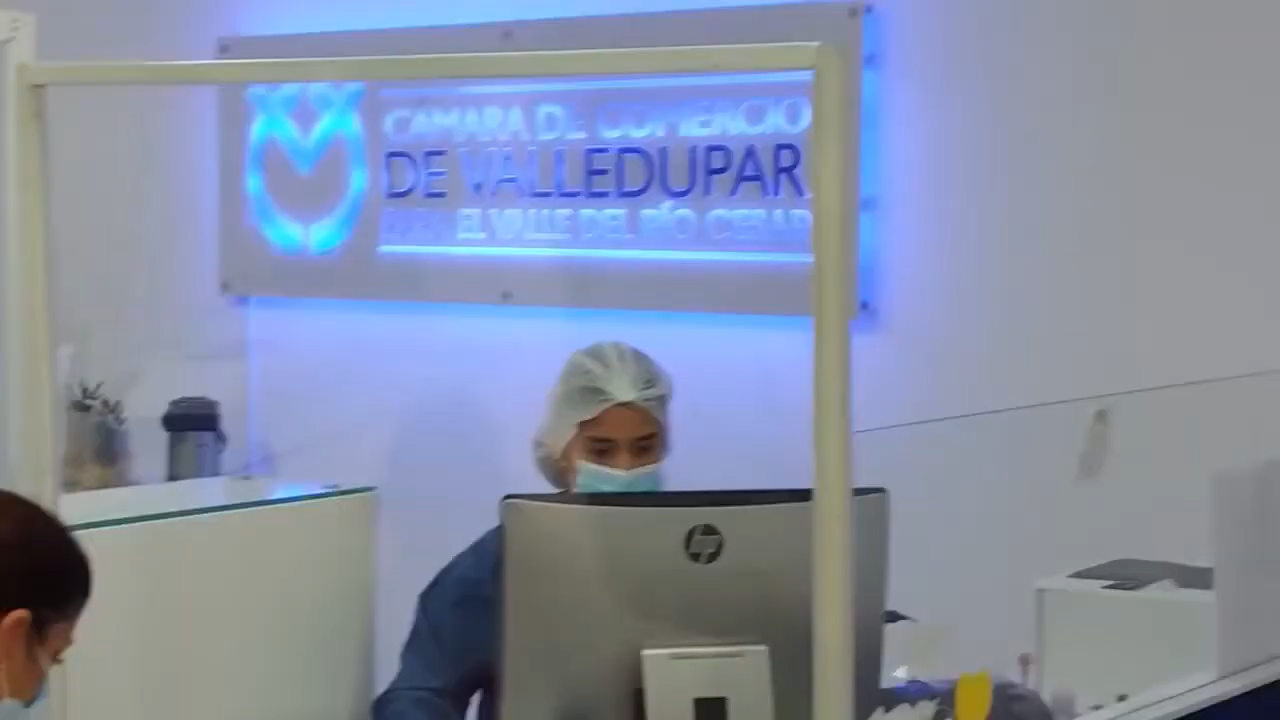 CAMARA DE COMERCIO
DE VALLEDUPAR
EL VALLE DEL RÍO CESAR
hp